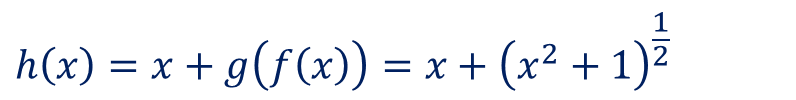 h(x) = x + g(f(x)) = x + (x² + 1)^(1/2)